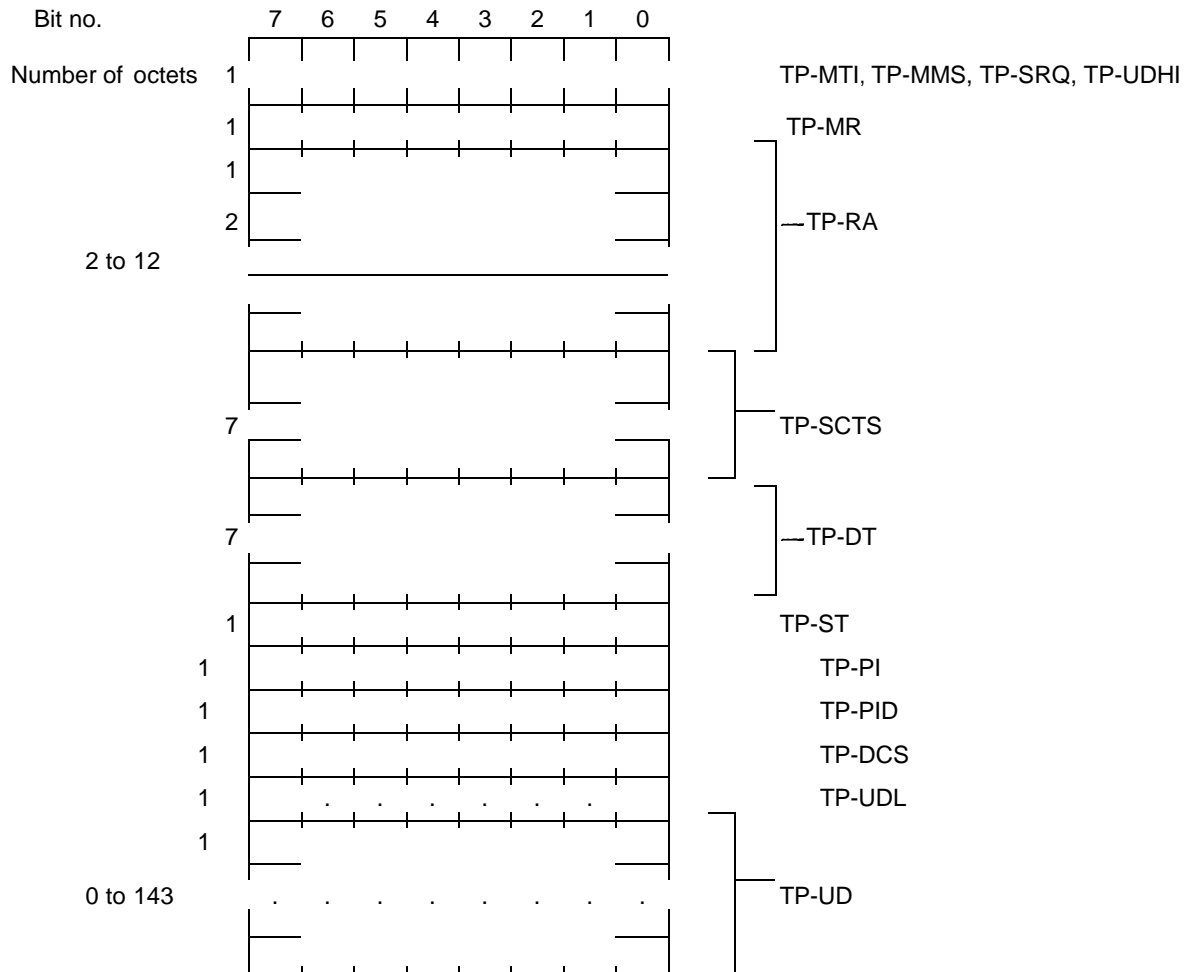 Bit no. 7 6 5 4 3 2 1 0
Number of octets 1 TP-MTI, TP-MMS, TP-SRQ, TP-UDHI
1 TP-MR
1
2 TP-RA
2 to 12
7 TP-SCTS
7 TP-DT
1 TP-ST
1 TP-PI
1 TP-PID
1 TP-DCS
1 . . . . . . TP-UDL
1
0 to 143 . . . . . . . . TP-UD